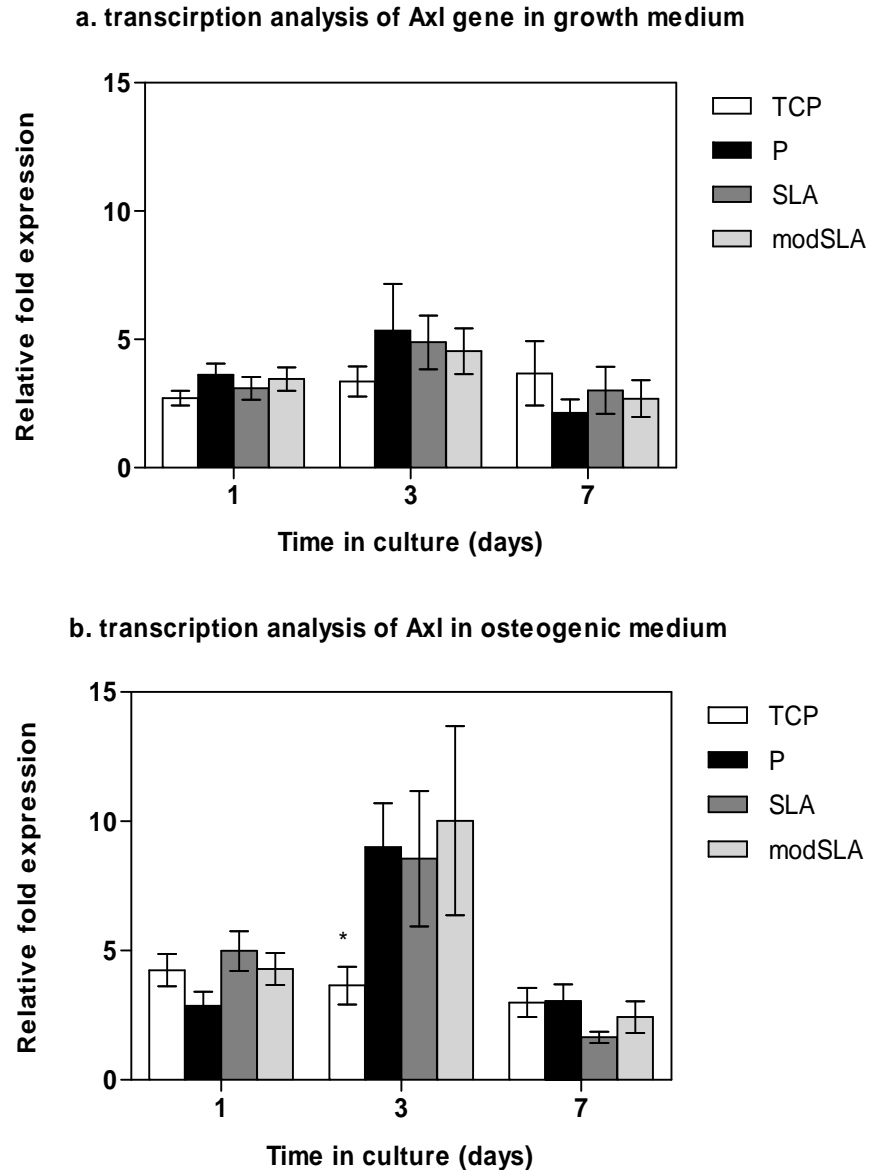 a. transcirption analysis of Axl gene in growth medium
15
10
5
0
Relative fold expression
1 3 7
Time in culture (days)
TCP
P
SLA
modSLA
b. transcription analysis of Axl in osteogenic medium
15
10
5
0
Relative fold expression
*
1 3 7
Time in culture (days)
TCP
P
SLA
modSLA